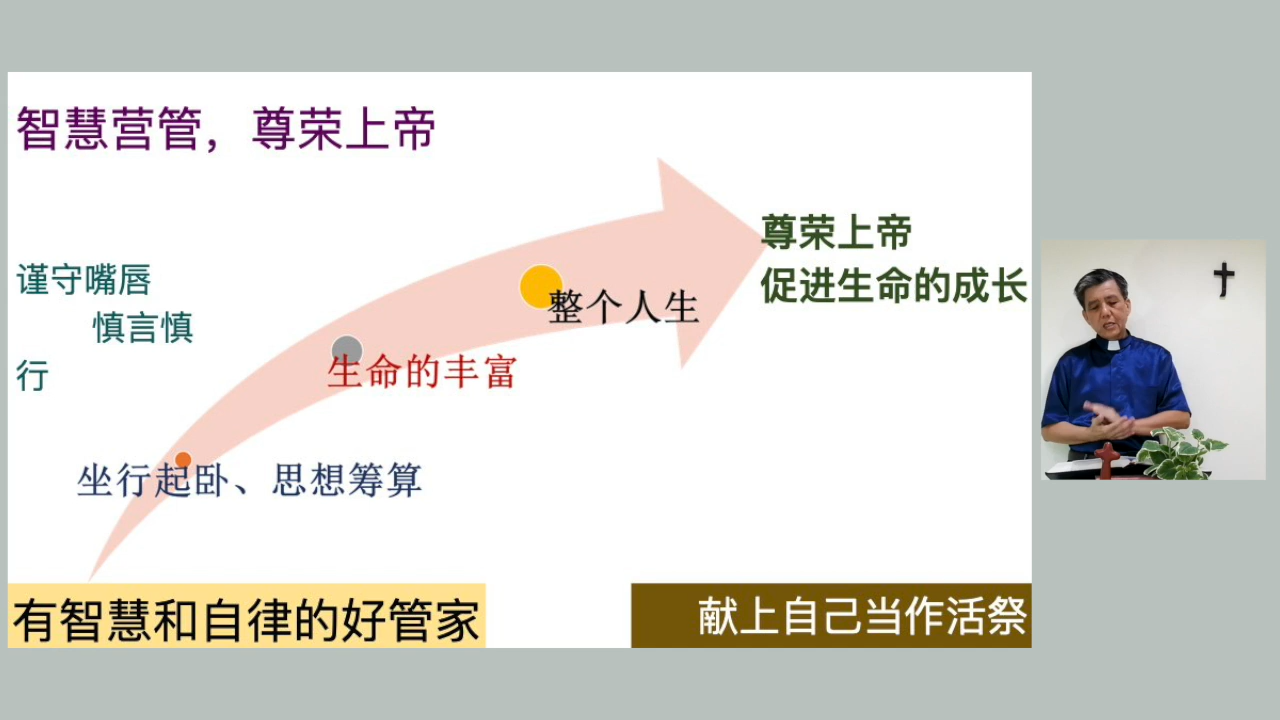 智慧营管，尊荣上帝
尊荣上帝
促进生命的成长
谨守嘴唇
慎言慎
行
整个人生
生命的丰富
坐行起卧、思想筹算
有智慧和自律的好管家
献上自己当作活祭